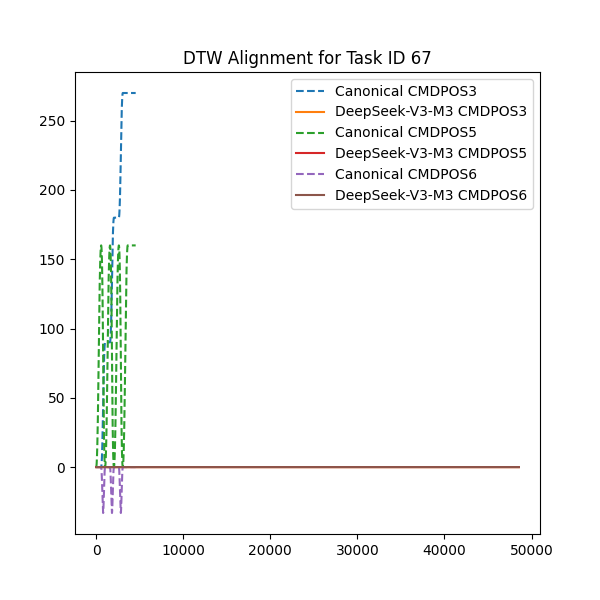 DTW Alignment for Task ID 67
Canonical CMDPOS3
DeepSeek-V3-M3 CMDPOS3
Canonical CMDPOS5
DeepSeek-V3-M3 CMDPOS5
Canonical CMDPOS6
DeepSeek-V3-M3 CMDPOS6
250
200
150
100
50
0
0 10000 20000 30000 40000 50000